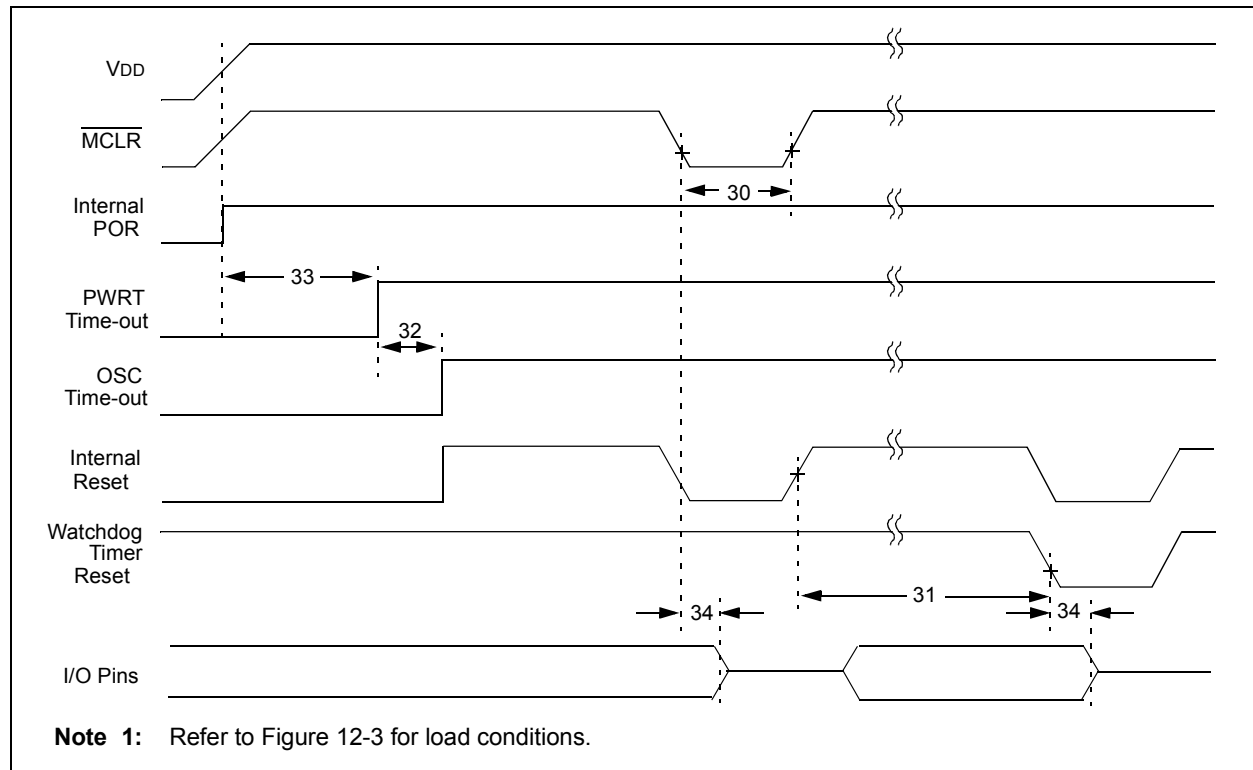 VDD
MCLR
30
Internal
POR
33
PWRT
Time-out
32
OSC
Time-out
Internal
Reset
Watchdog
Timer
Reset
31
34
34
I/O Pins
Note 1: Refer to Figure 12-3 for load conditions.